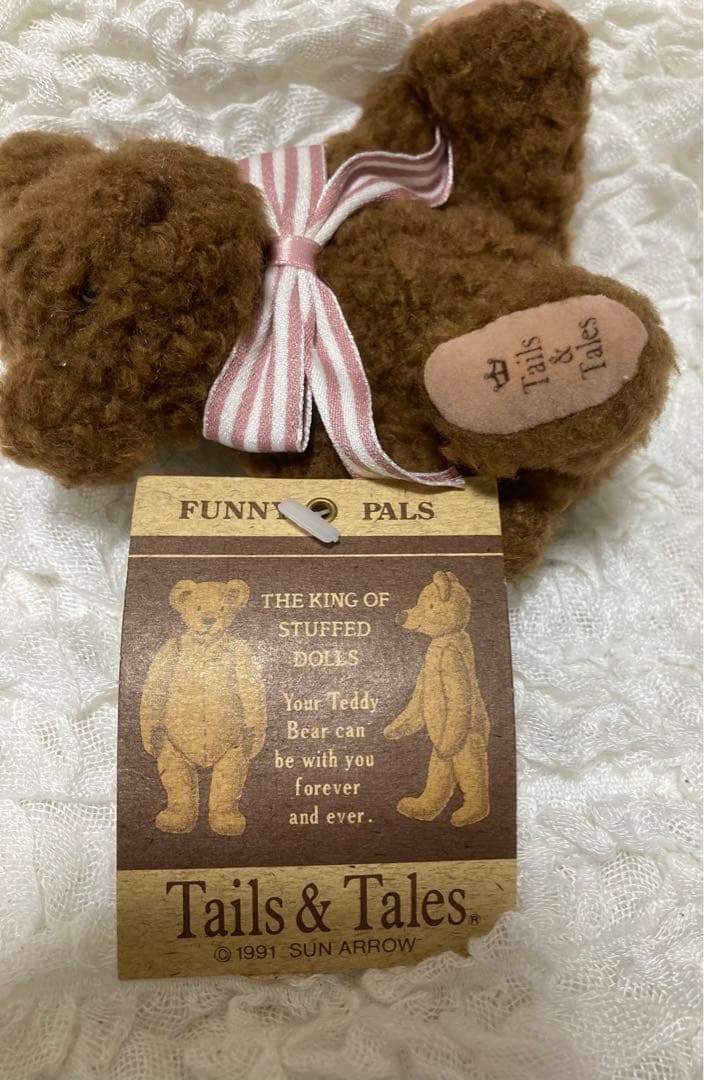 Tails
&
Tales
FUNNY PALS
THE KING OF
STUFFED
DOLLS
Your Teddy
Bear can
be with you
forever
and ever.
Tails & Tales®
© 1991 SUN ARROW